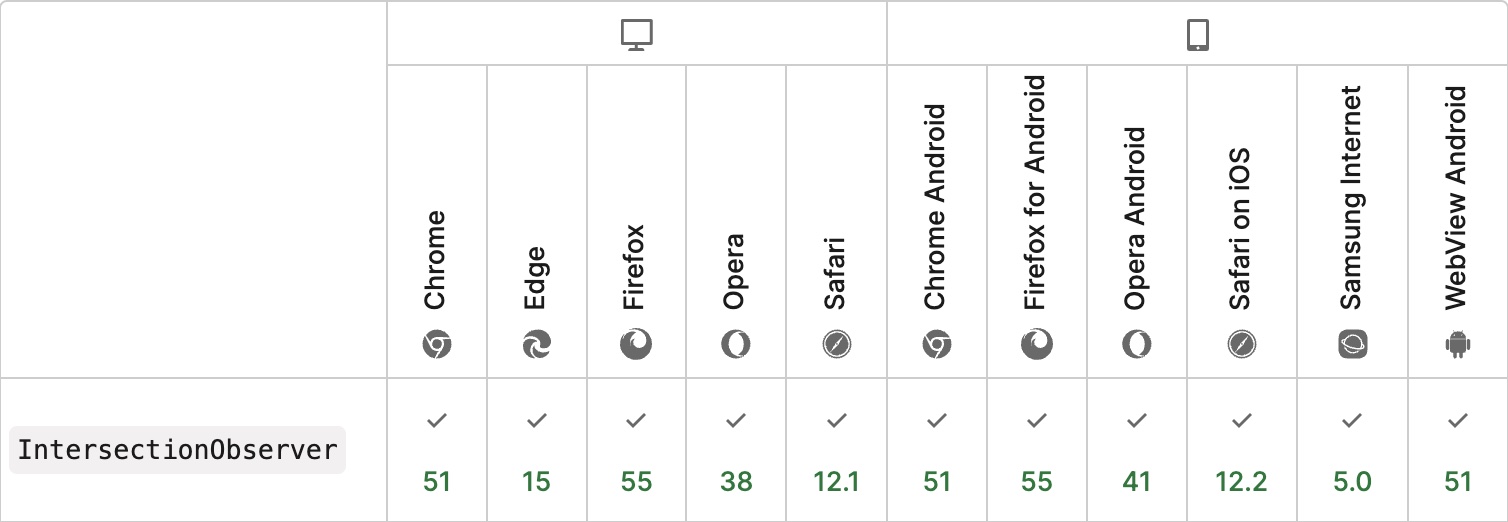 Chrome
Edge
Firefox
Opera
Safari
Chrome Android
Firefox for Android
Opera Android
Safari on iOS
Samsung Internet
WebView Android
IntersectionObserver
51
15
55
38
12.1
51
55
41
12.2
5.0
51